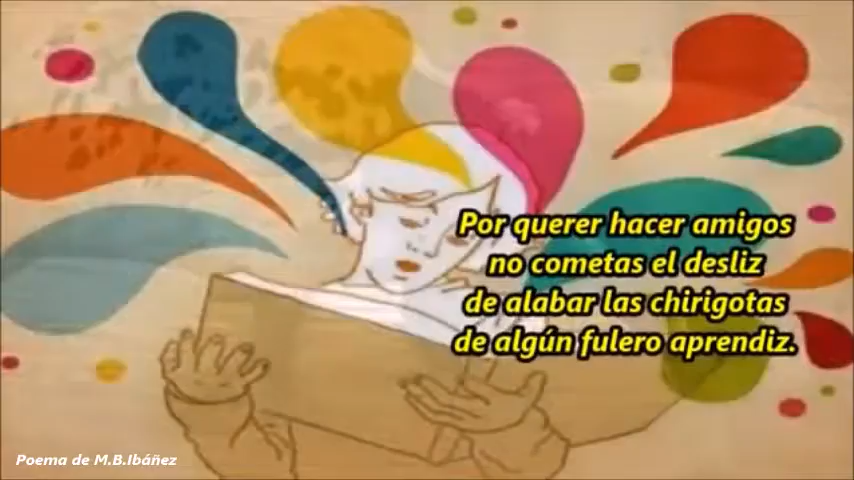 Por querer hacer amigos
no cometas el desliz
de alabar las chirigotas
de algún fulero aprendiz.
Poema de M.B.Ibáñez